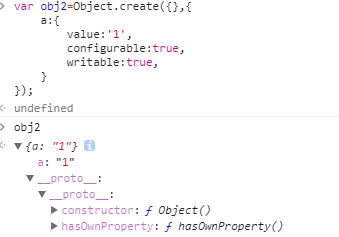 > var obj2=Object.create({},{
a:{
value:'1',
configurable:true,
writable:true,
}
});
undefined
> obj2
▼{a: "1"} i
a: "1"
▼__proto__:
▼__proto__:
▶constructor: ƒ Object()
▶hasOwnProperty: ƒ hasOwnProperty()